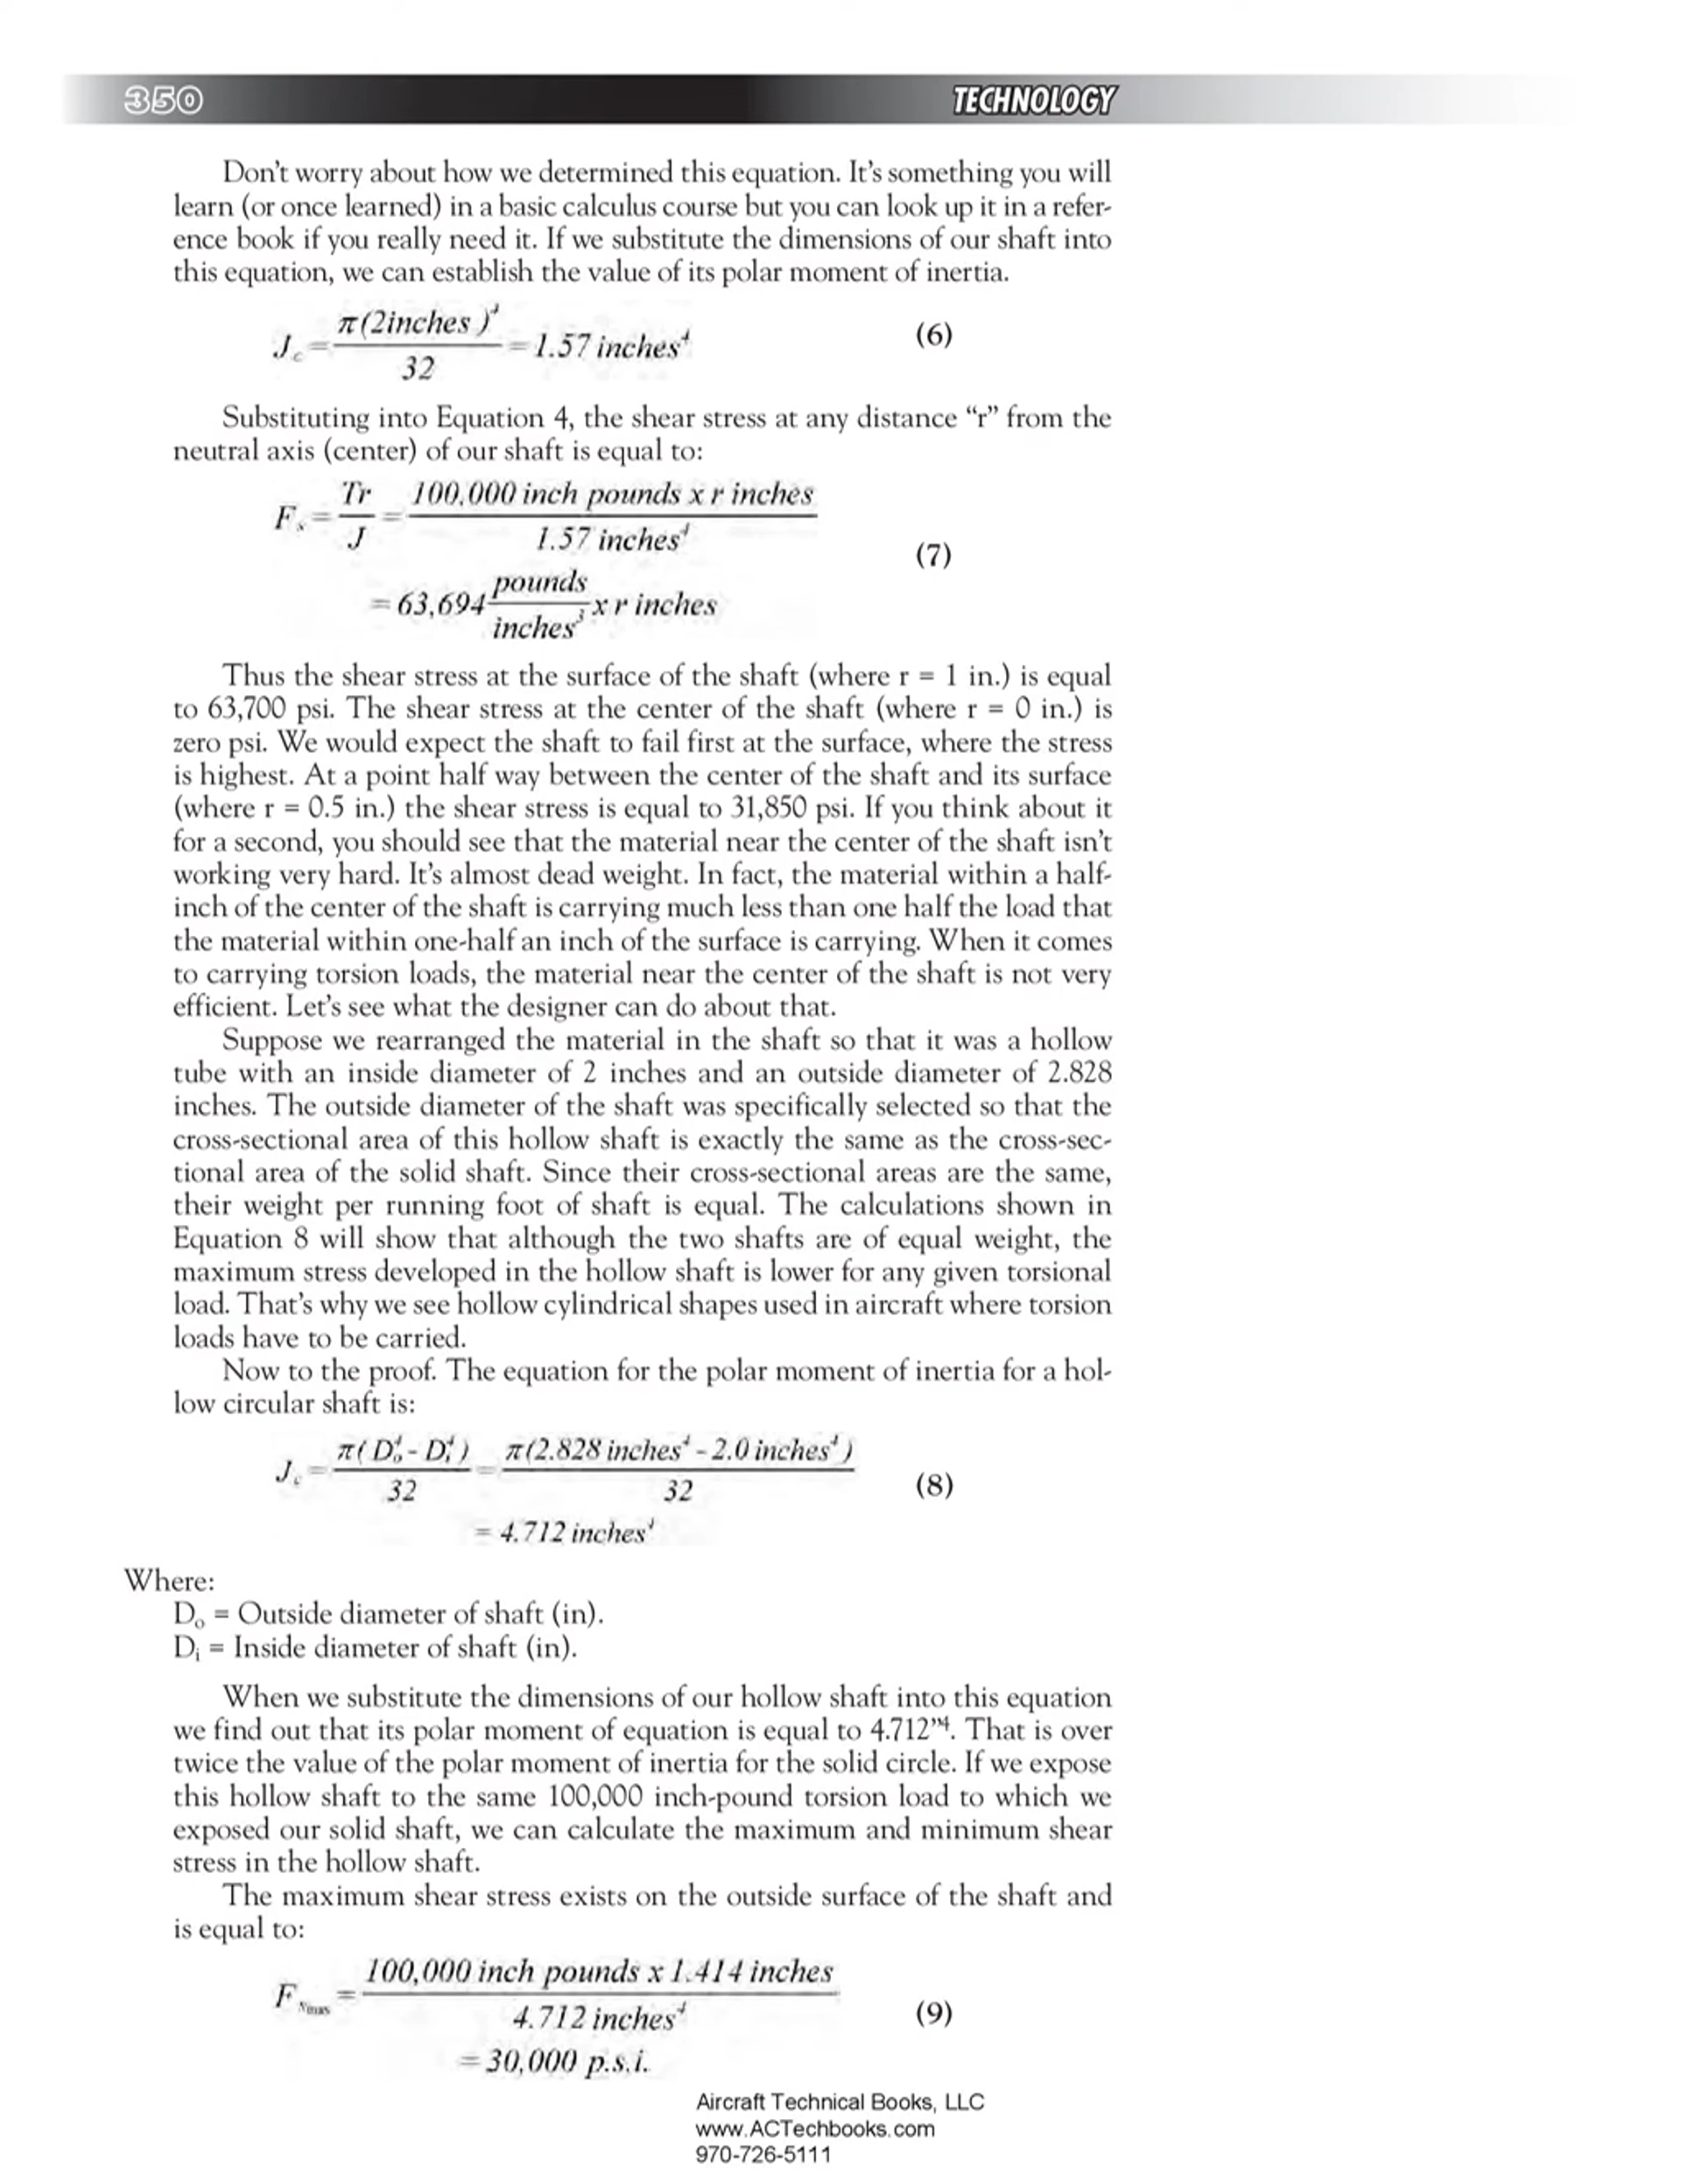 350 TECHNOLOGY
Don't worry about how we determined this equation. It's something you will
learn (or once learned) in a basic calculus course but you can look up it in a refer-
ence book if you really need it. If we substitute the dimensions of our shaft into
this equation, we can establish the value of its polar moment of inertia.
J_c = π(2inches )^4 / 32 = 1.57 inches^4 (6)
Substituting into Equation 4, the shear stress at any distance “r” from the
neutral axis (center) of our shaft is equal to:
F_s = Tr / J = 100,000 inch pounds x r inches / 1.57 inches^4
(7)
= 63,694 pounds / inches^3 x r inches
Thus the shear stress at the surface of the shaft (where r = 1 in.) is equal
to 63,700 psi. The shear stress at the center of the shaft (where r = 0 in.) is
zero psi. We would expect the shaft to fail first at the surface, where the stress
is highest. At a point half way between the center of the shaft and its surface
(where r = 0.5 in.) the shear stress is equal to 31,850 psi. If you think about it
for a second, you should see that the material near the center of the shaft isn't
working very hard. It's almost dead weight. In fact, the material within a half-
inch of the center of the shaft is carrying much less than one half the load that
the material within one-half an inch of the surface is carrying. When it comes
to carrying torsion loads, the material near the center of the shaft is not very
efficient. Let's see what the designer can do about that.
Suppose we rearranged the material in the shaft so that it was a hollow
tube with an inside diameter of 2 inches and an outside diameter of 2.828
inches. The outside diameter of the shaft was specifically selected so that the
cross-sectional area of this hollow shaft is exactly the same as the cross-sec-
tional area of the solid shaft. Since their cross-sectional areas are the same,
their weight per running foot of shaft is equal. The calculations shown in
Equation 8 will show that although the two shafts are of equal weight, the
maximum stress developed in the hollow shaft is lower for any given torsional
load. That's why we see hollow cylindrical shapes used in aircraft where torsion
loads have to be carried.
Now to the proof. The equation for the polar moment of inertia for a hol-
low circular shaft is:
J_c = π( D_o^4 - D_i^4 ) / 32 = π(2.828 inches^4 - 2.0 inches^4 ) / 32 (8)
= 4.712 inches^4
Where:
D_o = Outside diameter of shaft (in).
D_i = Inside diameter of shaft (in).
When we substitute the dimensions of our hollow shaft into this equation
we find out that its polar moment of equation is equal to 4.712”^4. That is over
twice the value of the polar moment of inertia for the solid circle. If we expose
this hollow shaft to the same 100,000 inch-pound torsion load to which we
exposed our solid shaft, we can calculate the maximum and minimum shear
stress in the hollow shaft.
The maximum shear stress exists on the outside surface of the shaft and
is equal to:
F_smax = 100,000 inch pounds x 1.414 inches / 4.712 inches^4 (9)
= 30,000 p.s.i.
Aircraft Technical Books, LLC
www.ACTechbooks.com
970-726-5111